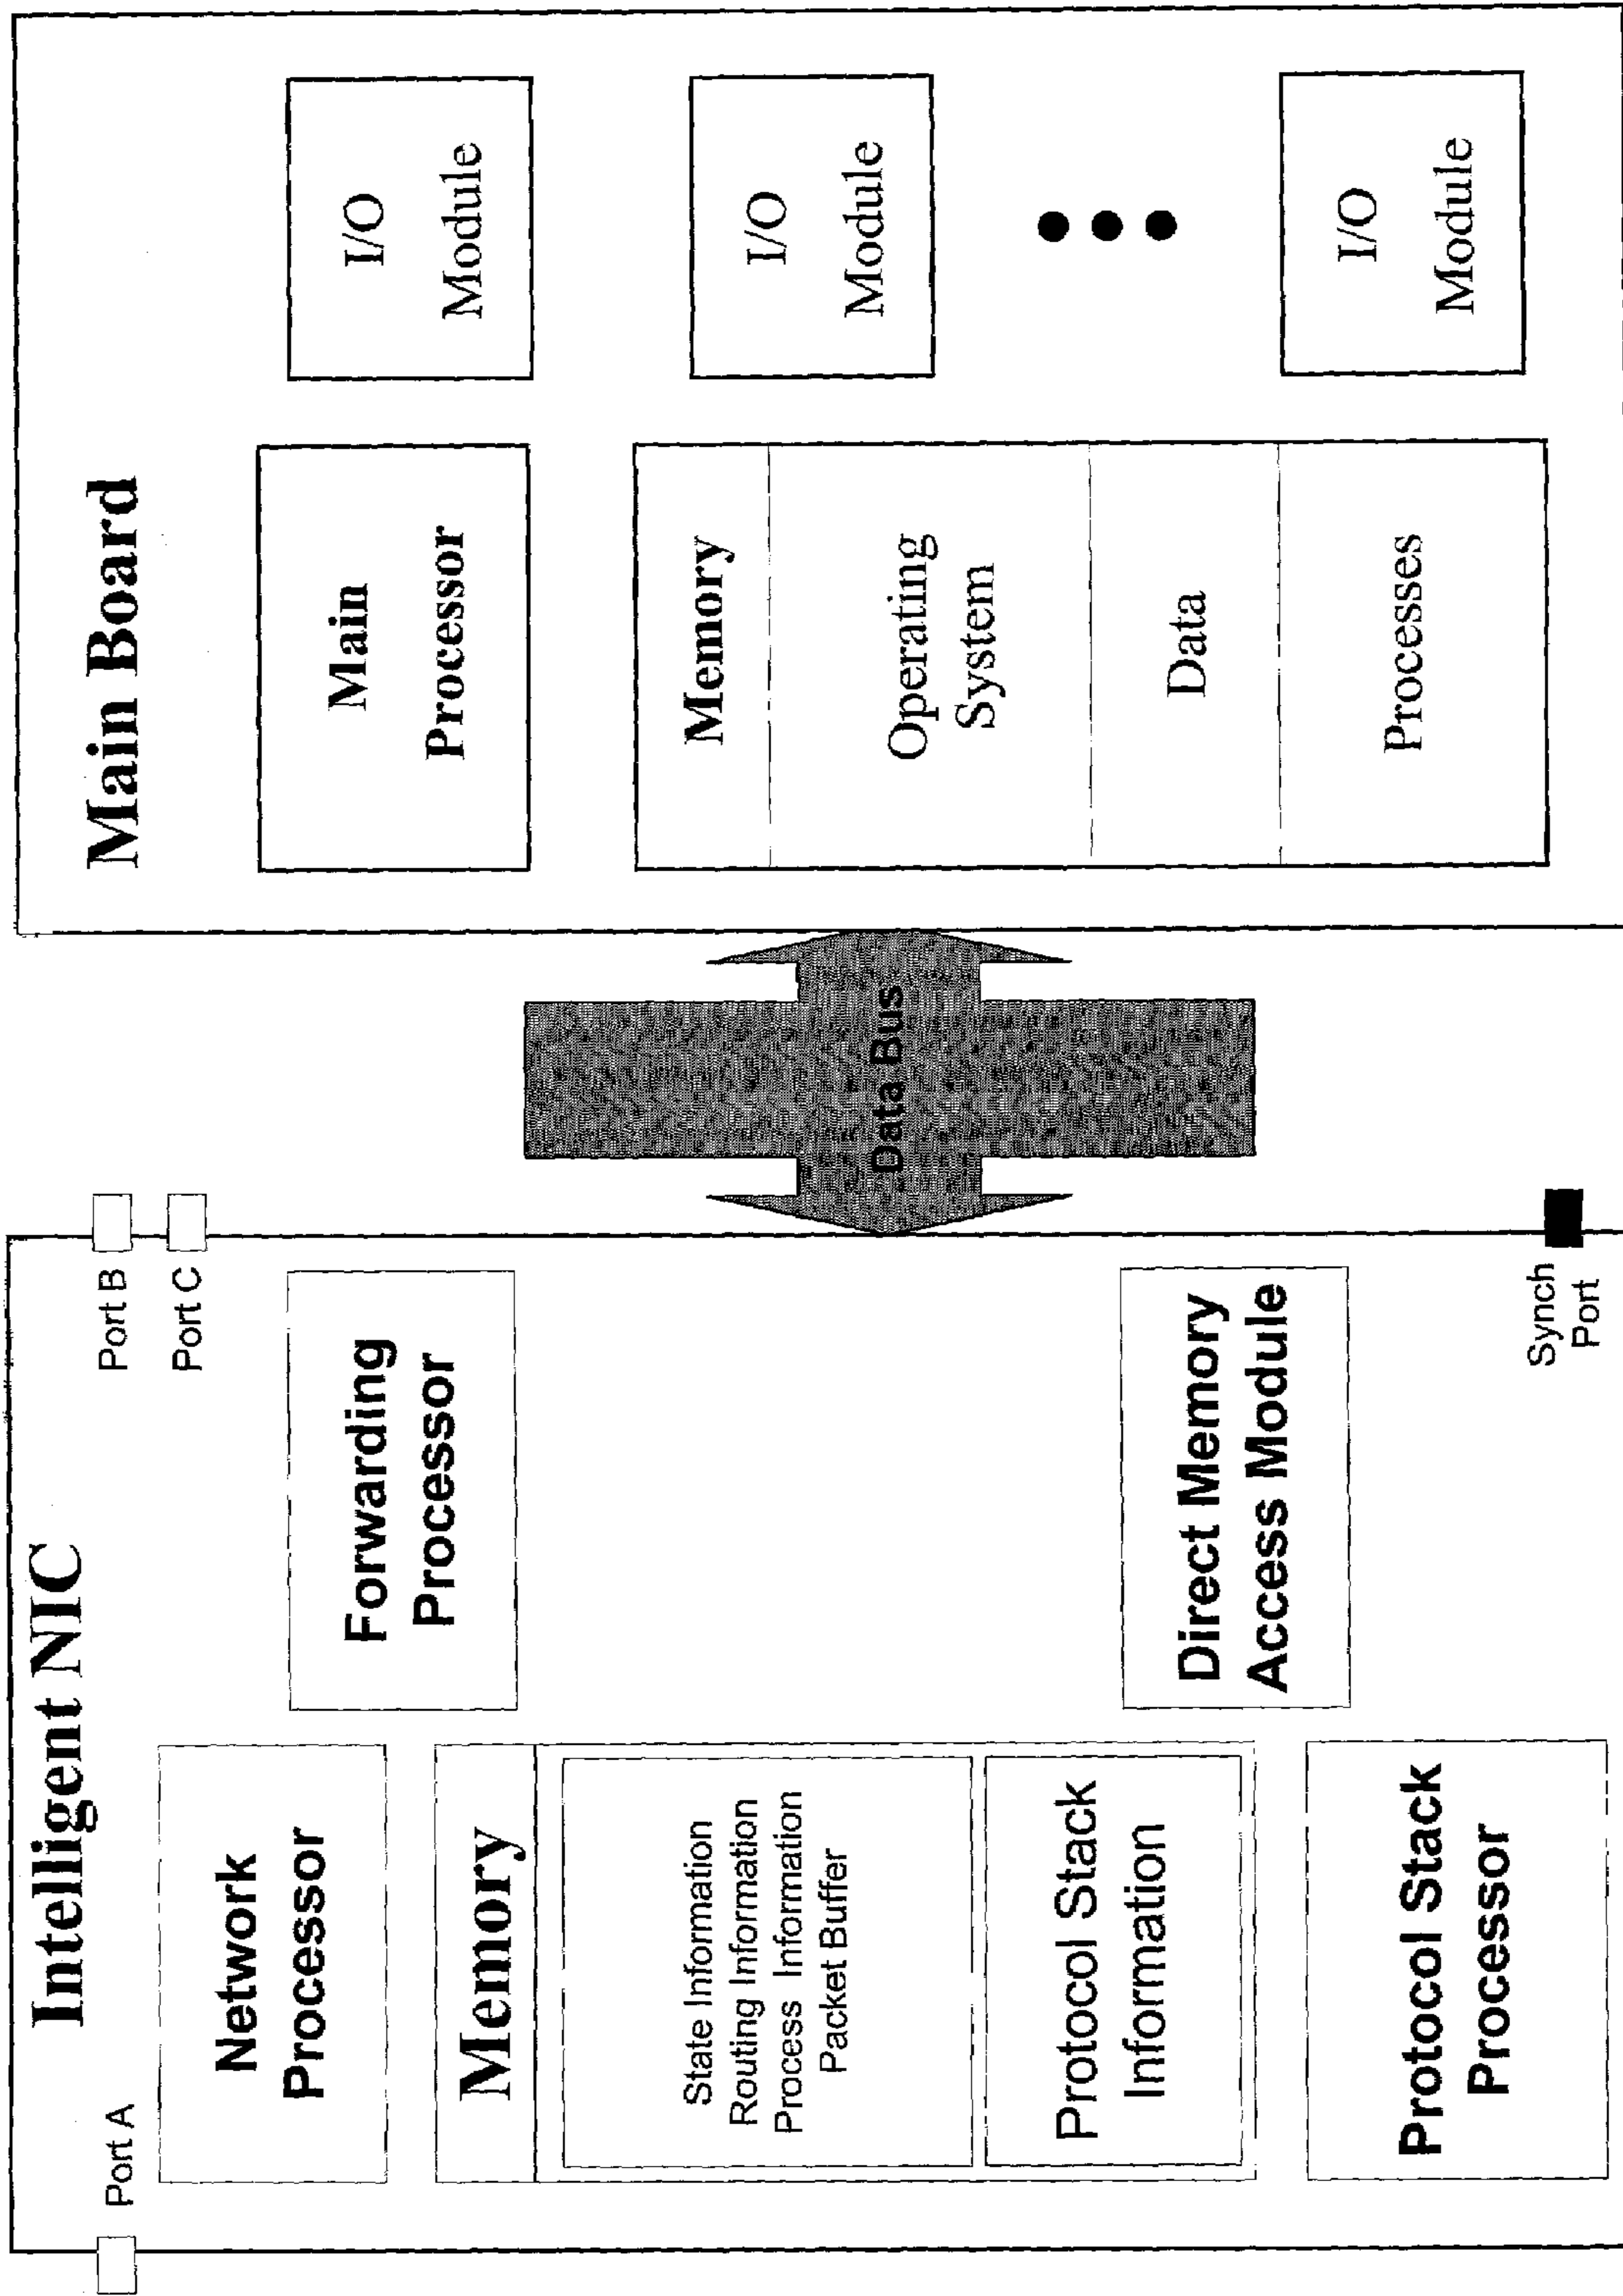 Intelligent NIC
Port A
Port B
Port C
Network
Processor
Forwarding
Processor
Memory
State Information
Routing Information
Process Information
Packet Buffer
Protocol Stack
Information
Direct Memory
Access Module
Protocol Stack
Processor
Synch
Port
Data Bus
Main Board
Main
Processor
I/O
Module
Memory
Operating
System
Data
Processes
I/O
Module
I/O
Module